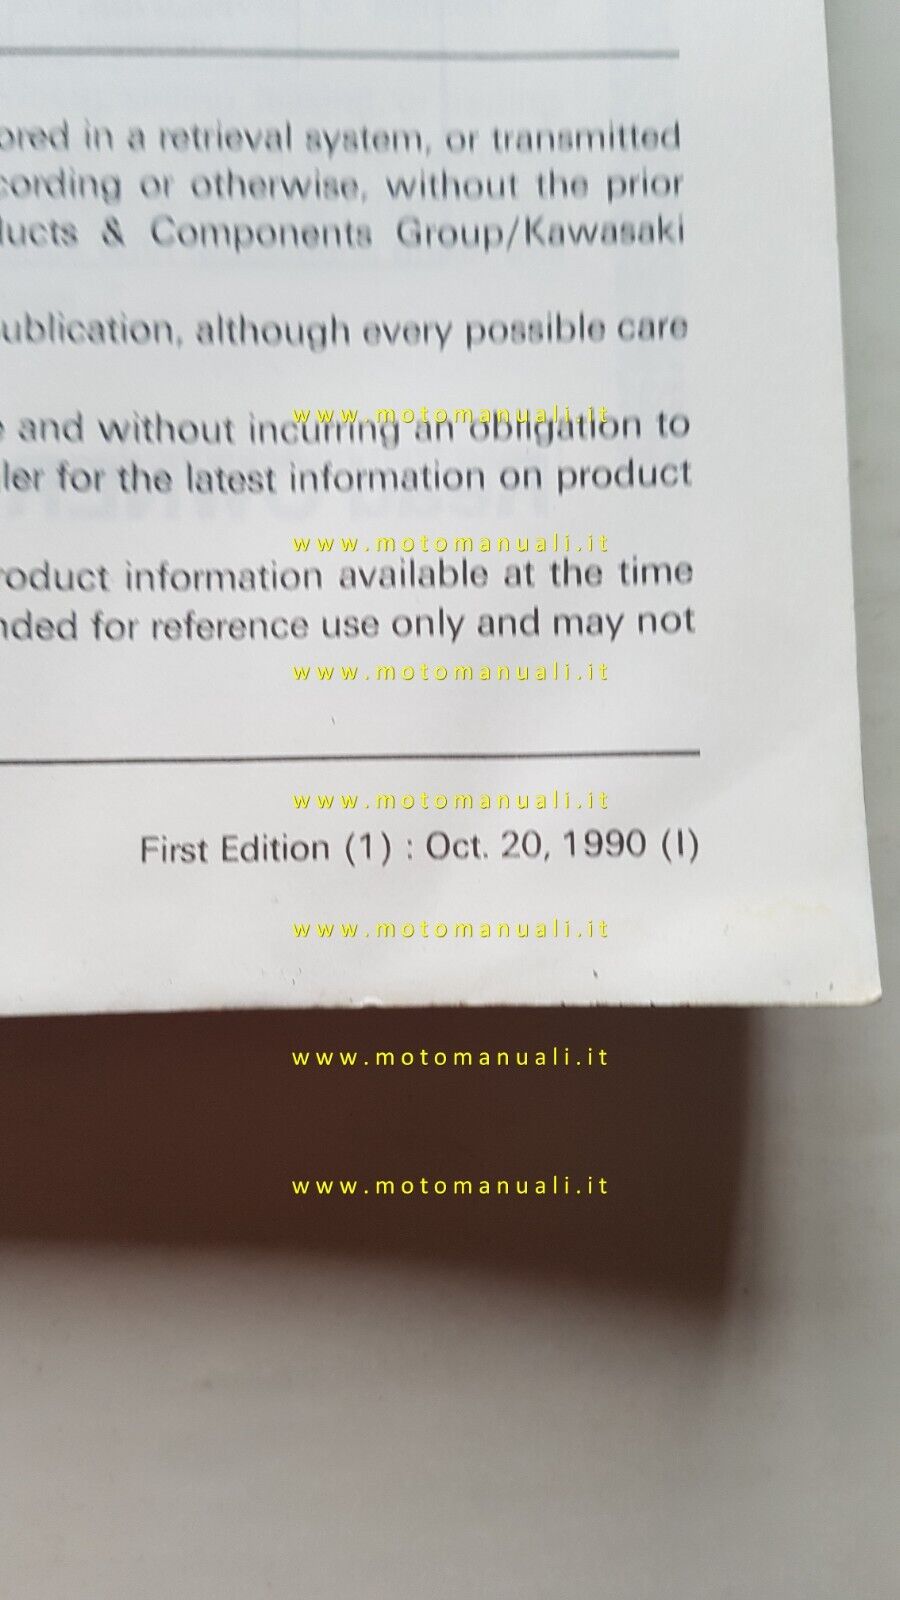 ored in a retrieval system, or transmitted
cording or otherwise, without the prior
ducts & Components Group/Kawasaki
ublication, although every possible care
www.motomanuali.it
e and without incurring an obligation to
ler for the latest information on product
www.motomanuali.it
roduct information available at the time
nded for reference use only and may not
www.motomanuali.it
www.motomanuali.it
First Edition (1) : Oct. 20, 1990 (I)
www.motomanuali.it
www.motomanuali.it
www.motomanuali.it